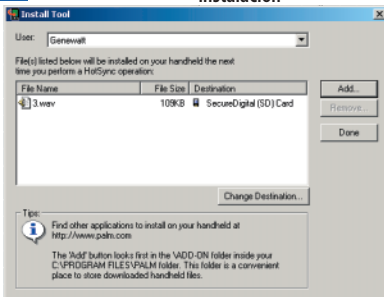 Instalation
Install Tool
User: Genewatt
File(s) listed below will be installed on your handheld the next
time you perform a HotSync operation:
File Name File Size Destination
3.wav 109KB SecureDigital (SD) Card
Add...
Remove...
Done
Change Destination...
Tips:
Find other applications to install on your handheld at
http://www.palm.com
The 'Add' button looks first in the \ADD-ON folder inside your
C:\PROGRAM FILES\PALM folder. This folder is a convenient
place to store downloaded handheld files.